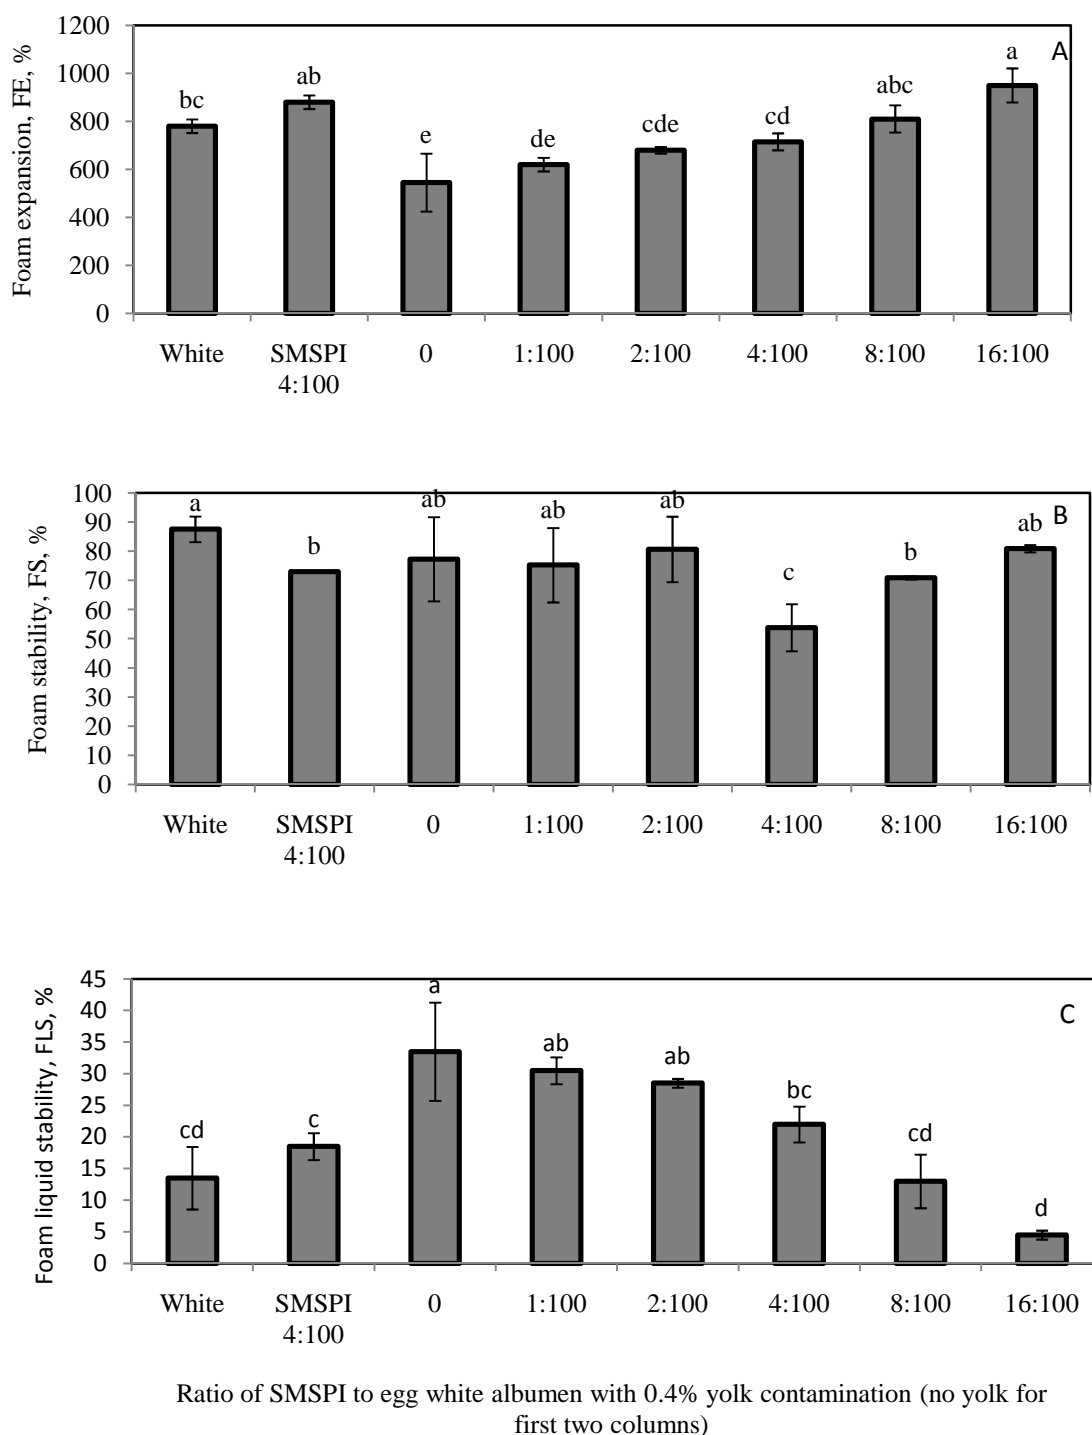 Foam expansion, FE, %
1200
1000
800
600
400
200
0
A
bc
ab
e
de
cde
cd
abc
a
White
SMSPI
4:100
0
1:100
2:100
4:100
8:100
16:100
Foam stability, FS, %
100
90
80
70
60
50
40
30
20
10
0
B
a
b
ab
ab
ab
c
b
ab
White
SMSPI
4:100
0
1:100
2:100
4:100
8:100
16:100
Foam liquid stability, FLS, %
45
40
35
30
25
20
15
10
5
0
C
cd
c
a
ab
ab
bc
cd
d
White
SMSPI
4:100
0
1:100
2:100
4:100
8:100
16:100
Ratio of SMSPI to egg white albumen with 0.4% yolk contamination (no yolk for
first two columns)